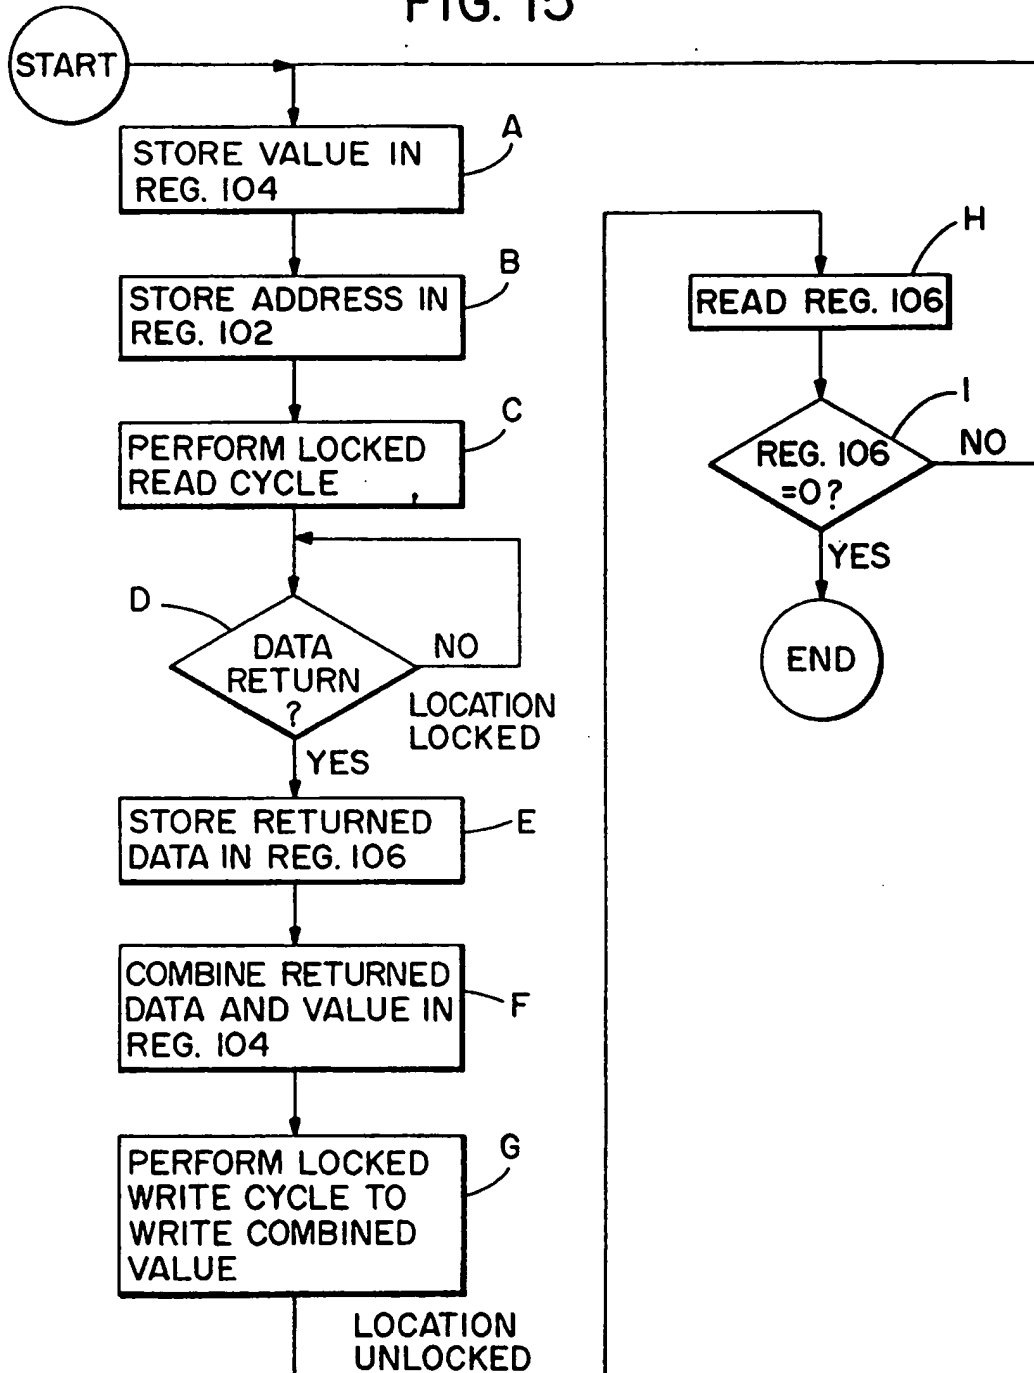 FIG. 15
START
A
STORE VALUE IN
REG. 104
B
STORE ADDRESS IN
REG. 102
C
PERFORM LOCKED
READ CYCLE
D
DATA
RETURN
?
NO
LOCATION
LOCKED
YES
STORE RETURNED
DATA IN REG. 106
E
COMBINE RETURNED
DATA AND VALUE IN
REG. 104
F
G
PERFORM LOCKED
WRITE CYCLE TO
WRITE COMBINED
VALUE
LOCATION
UNLOCKED
H
READ REG. 106
I
REG. 106
=0?
NO
YES
END